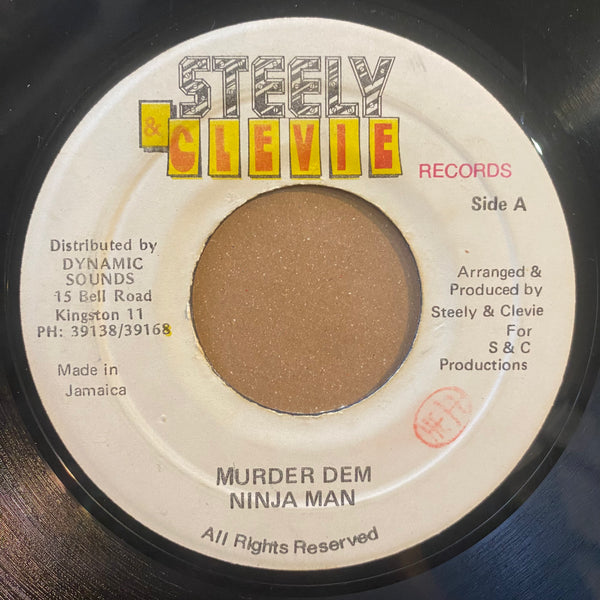 STEELY
& CLEVIE
RECORDS
Side A
Distributed by
DYNAMIC
SOUNDS
15 Bell Road
Kingston 11
PH: 39138/39168
Made in
Jamaica
Arranged &
Produced by
Steely & Clevie
For
S & C
Productions
MURDER DEM
NINJA MAN
All Rights Reserved